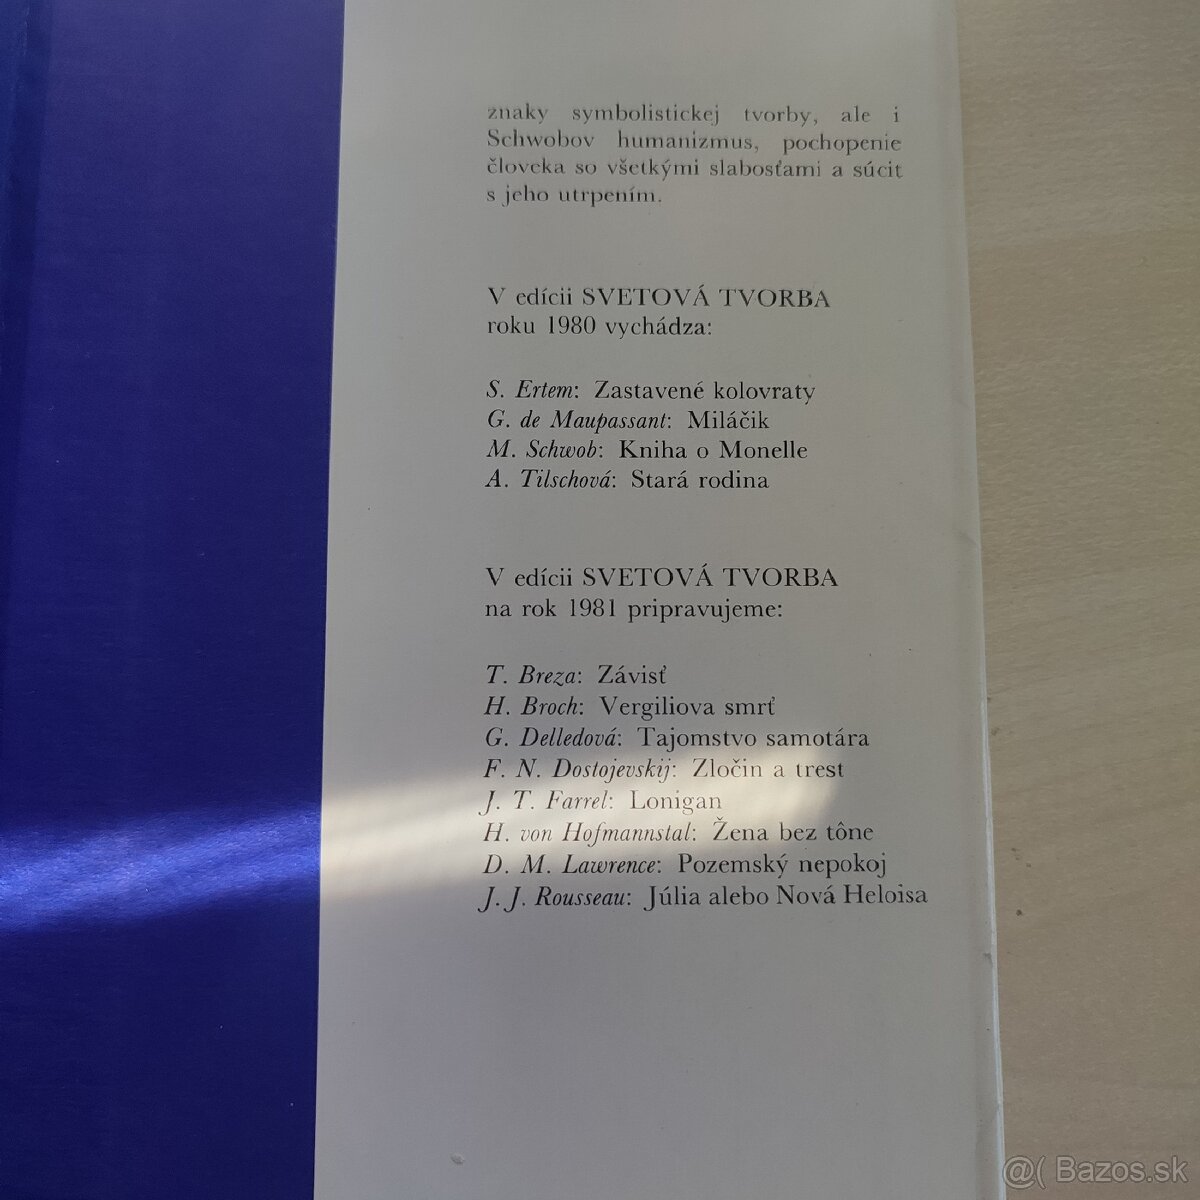 znaky symbolistickej tvorby, ale i
Schwobov humanizmus, pochopenie
človeka so všetkými slabosťami a súcit
s jeho utrpením.
V edícii SVETOVÁ TVORBA
roku 1980 vychádza:
S. Ertem: Zastavené kolovraty
G. de Maupassant: Miláčik
M. Schwob: Kniha o Monelle
A. Tilschová: Stará rodina
V edícii SVETOVÁ TVORBA
na rok 1981 pripravujeme:
T. Breza: Závisť
H. Broch: Vergiliova smrť
G. Delledová: Tajomstvo samotára
F. N. Dostojevskij: Zločin a trest
J. T. Farrel: Lonigan
H. von Hofmannstal: Žena bez tône
D. M. Lawrence: Pozemský nepokoj
J. J. Rousseau: Júlia alebo Nová Heloisa
@( Bazos.sk